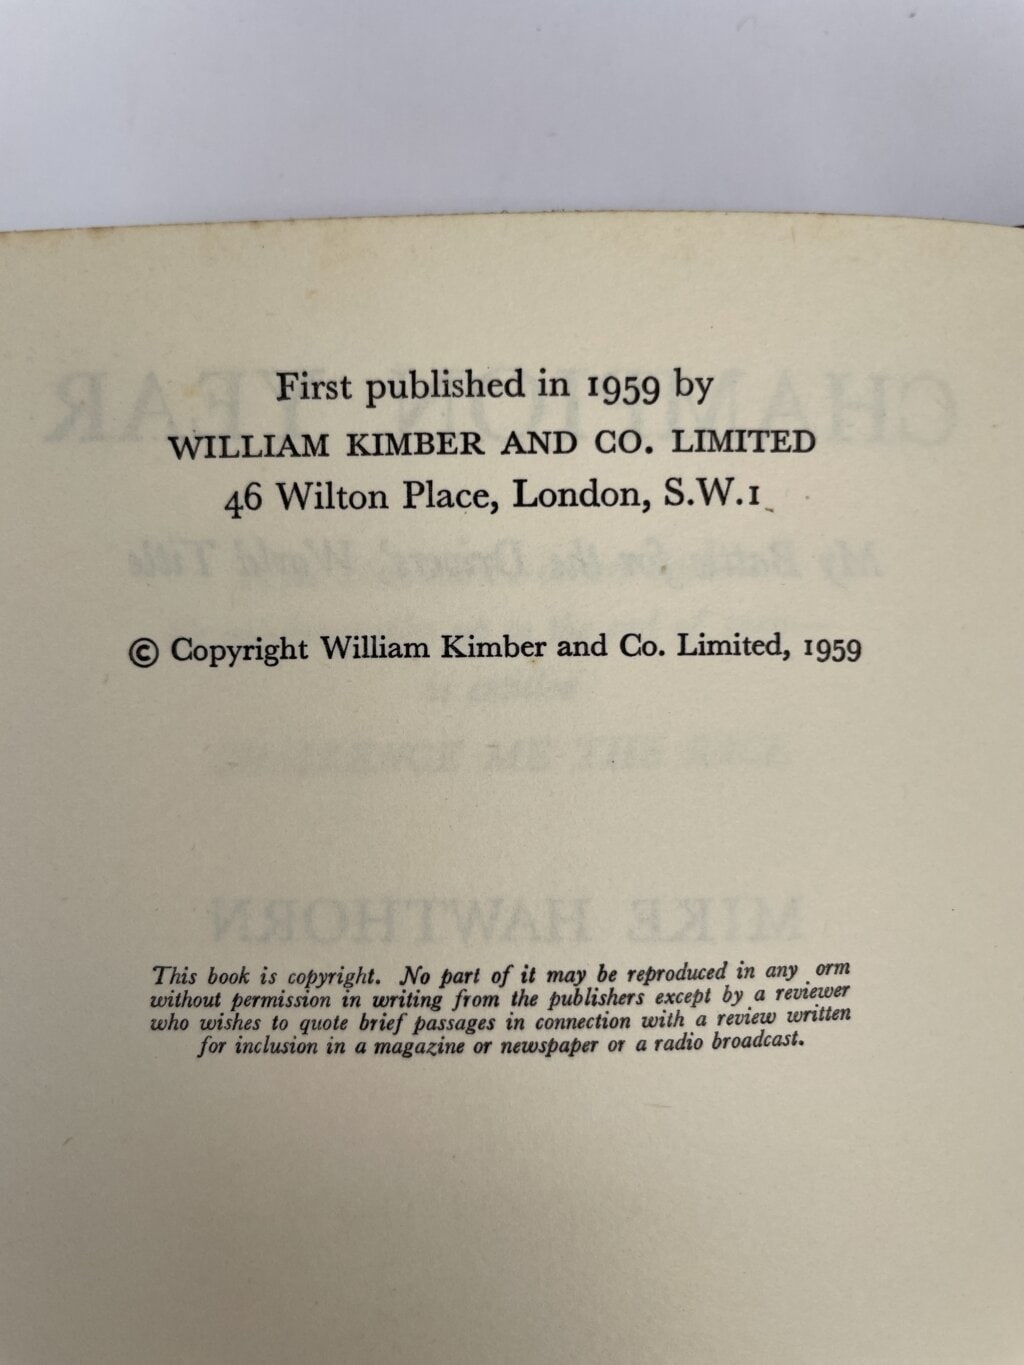 First published in 1959 by
WILLIAM KIMBER AND CO. LIMITED
46 Wilton Place, London, S.W.1
© Copyright William Kimber and Co. Limited, 1959
This book is copyright. No part of it may be reproduced in any orm
without permission in writing from the publishers except by a reviewer
who wishes to quote brief passages in connection with a review written
for inclusion in a magazine or newspaper or a radio broadcast.